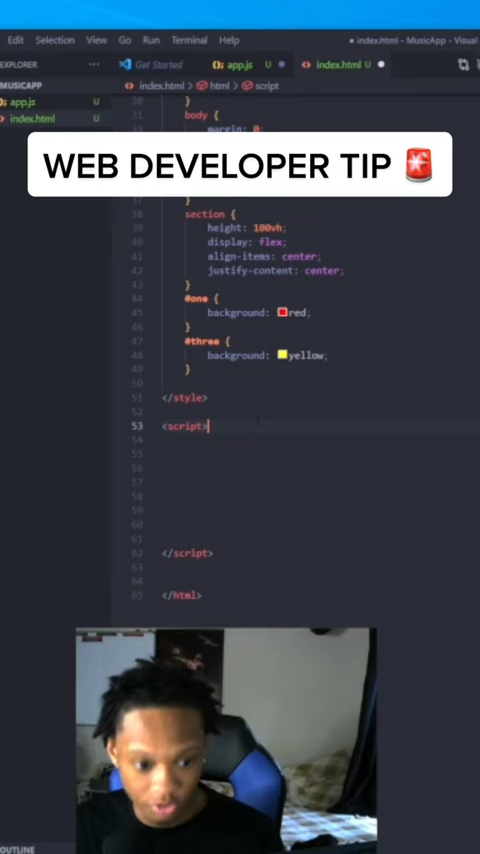 Edit Selection View Go Run Terminal Help
● index.html - MusicApp - Visual
EXPLORER ···
Get Started
app.js U ●
index.html U ●
MUSICAPP
index.html > html > script
app.js U
index.html U
30 }
31 body {
margin: 0;
WEB DEVELOPER TIP 🚨
37 }
38 section {
39 height: 100vh;
40 display: flex;
41 align-items: center;
42 justify-content: center;
43 }
44 #one {
45 background: red;
46 }
47 #three {
48 background: yellow;
49 }
50
51 </style>
52
53 <script>
54
55
56
57
58
59
60
61
62 </script>
63
64
65 </html>
OUTLINE